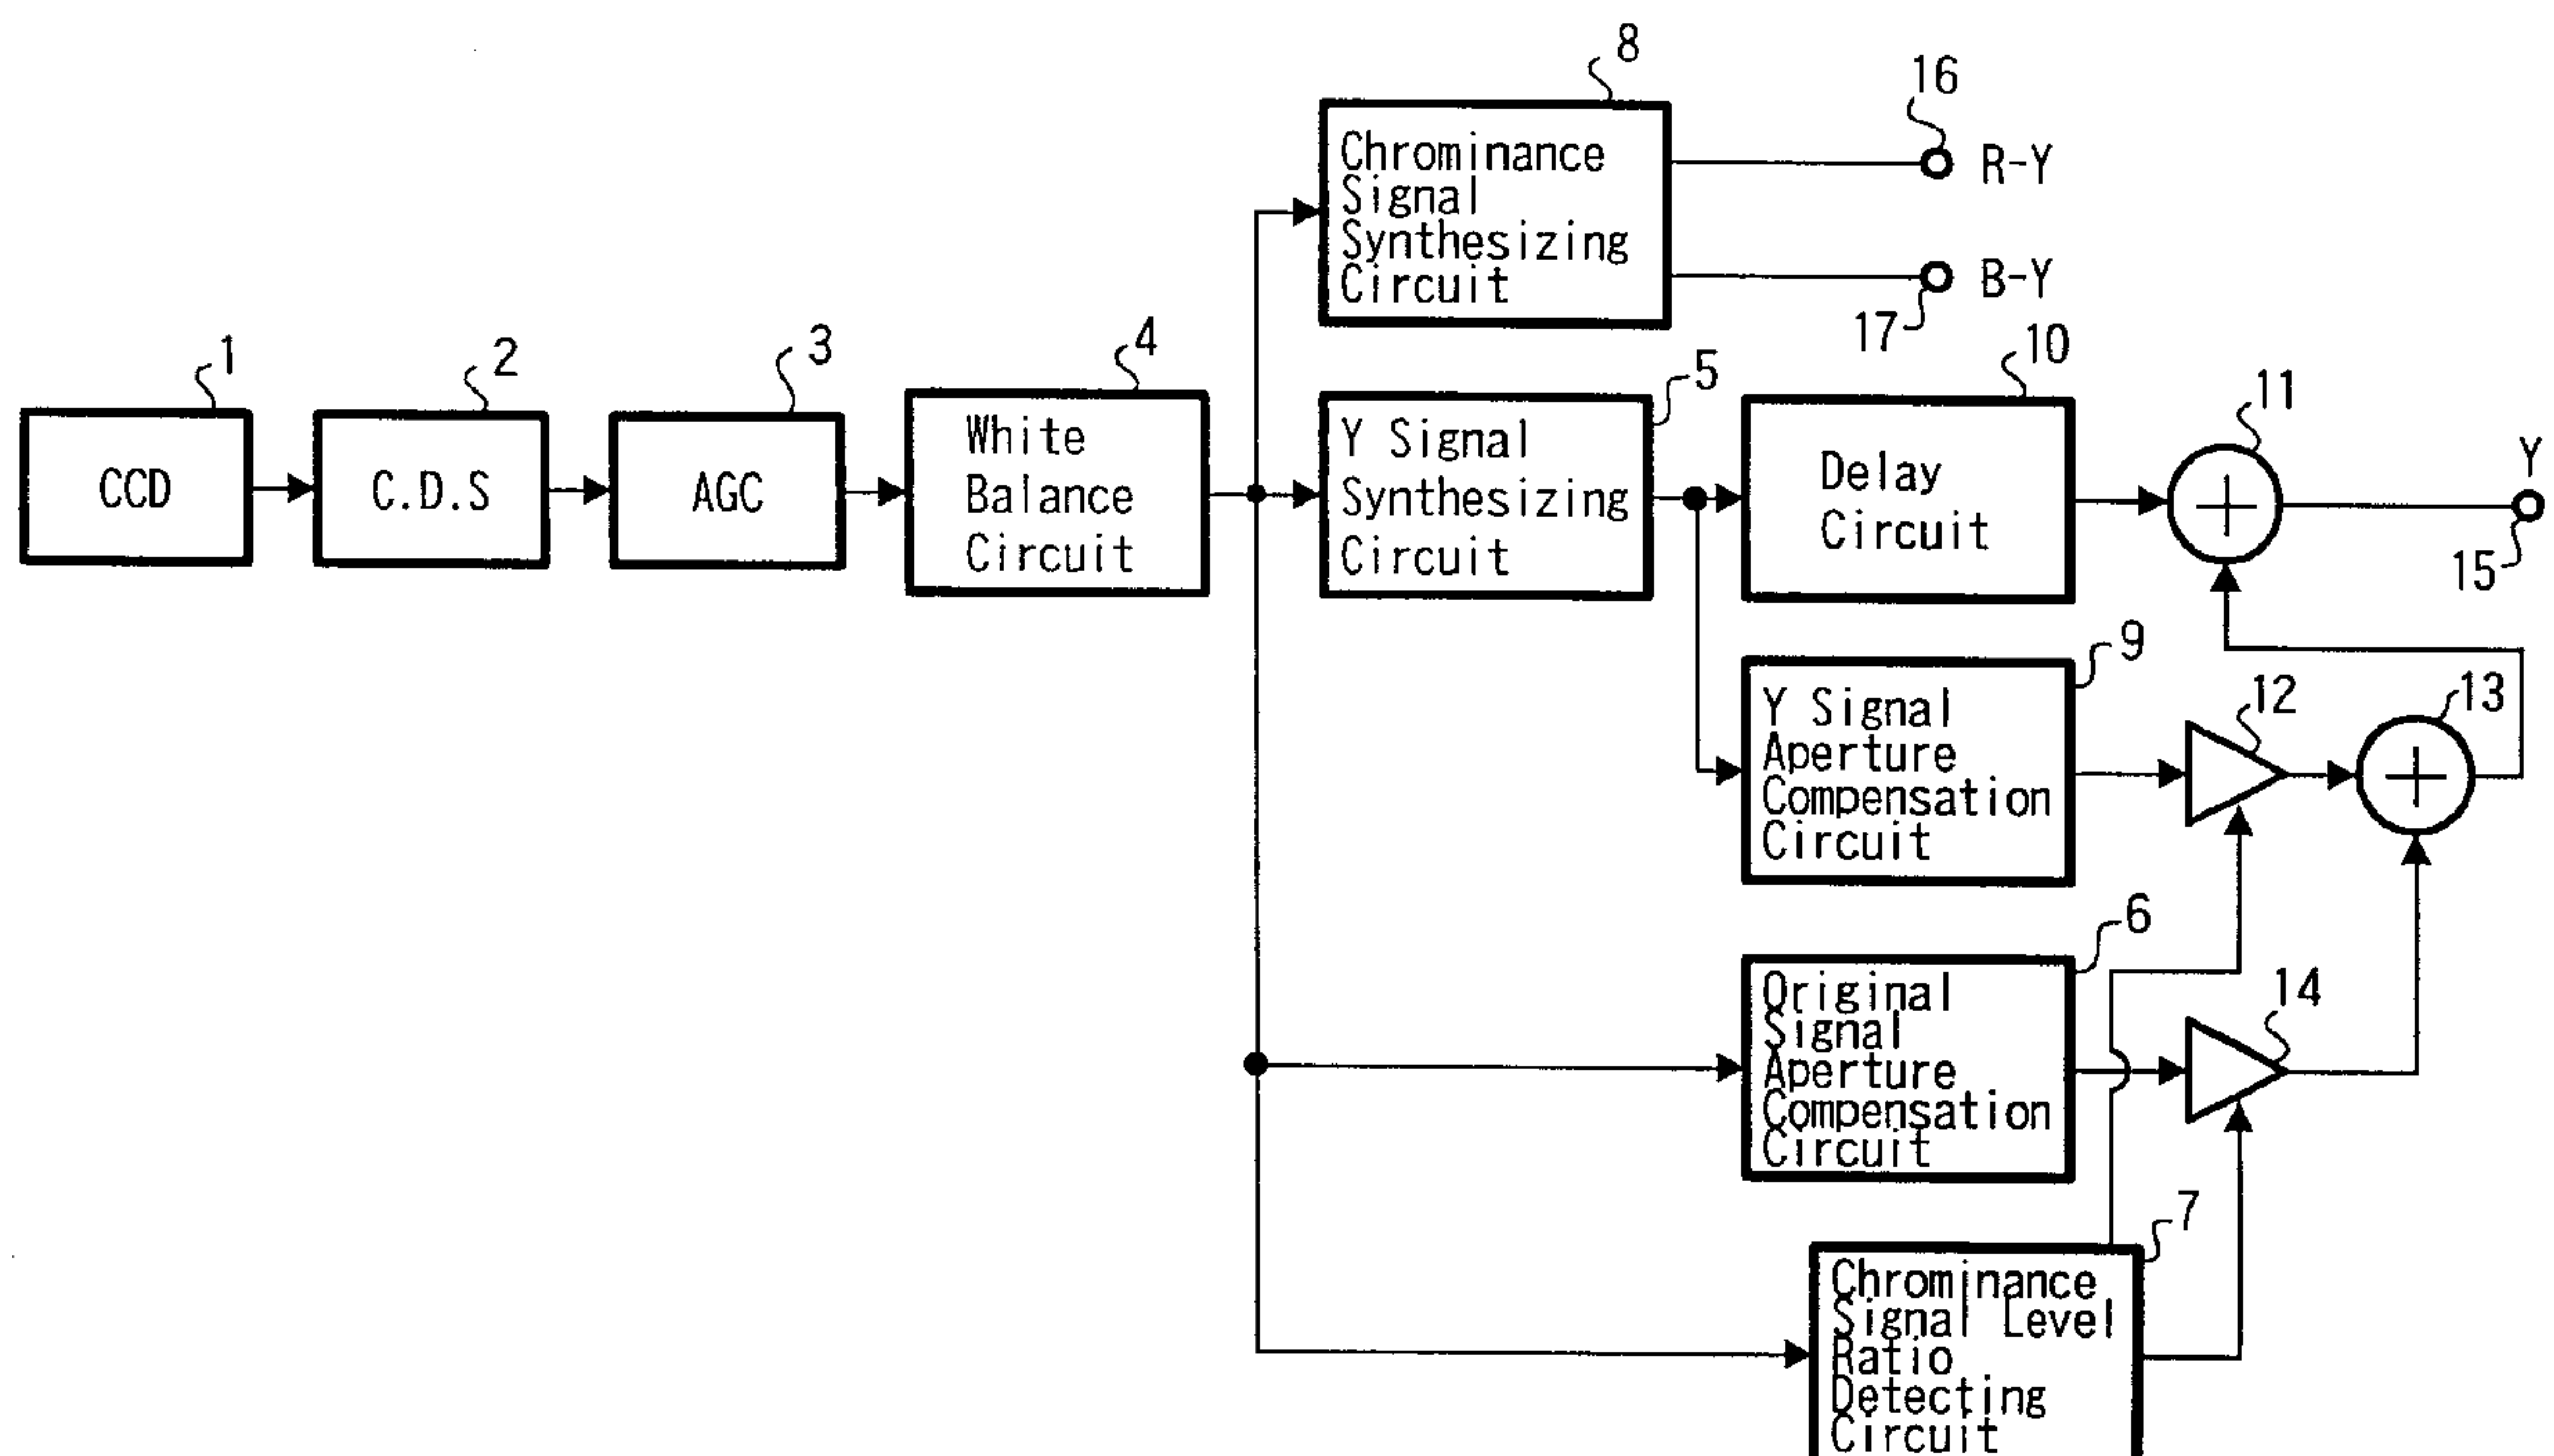 8
16
Chrominance
Signal
Synthesizing
Circuit
R-Y
B-Y
17
1
2
3
4
5
10
11
CCD
C.D.S
AGC
White
Balance
Circuit
Y Signal
Synthesizing
Circuit
Delay
Circuit
Y
15
9
Y Signal
Aperture
Compensation
Circuit
12
13
6
Original
Signal
Aperture
Compensation
Circuit
14
7
Chrominance
Signal Level
Ratio
Detecting
Circuit